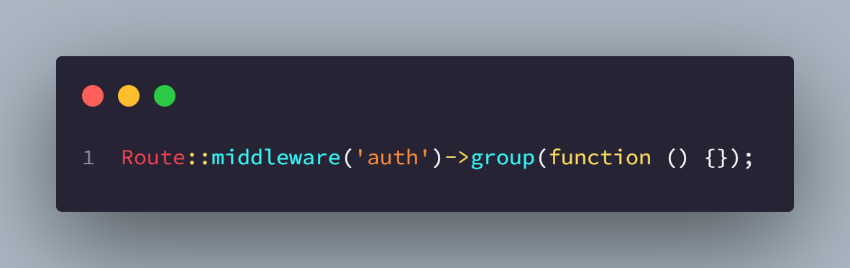 1 Route::middleware('auth')->group(function () {});